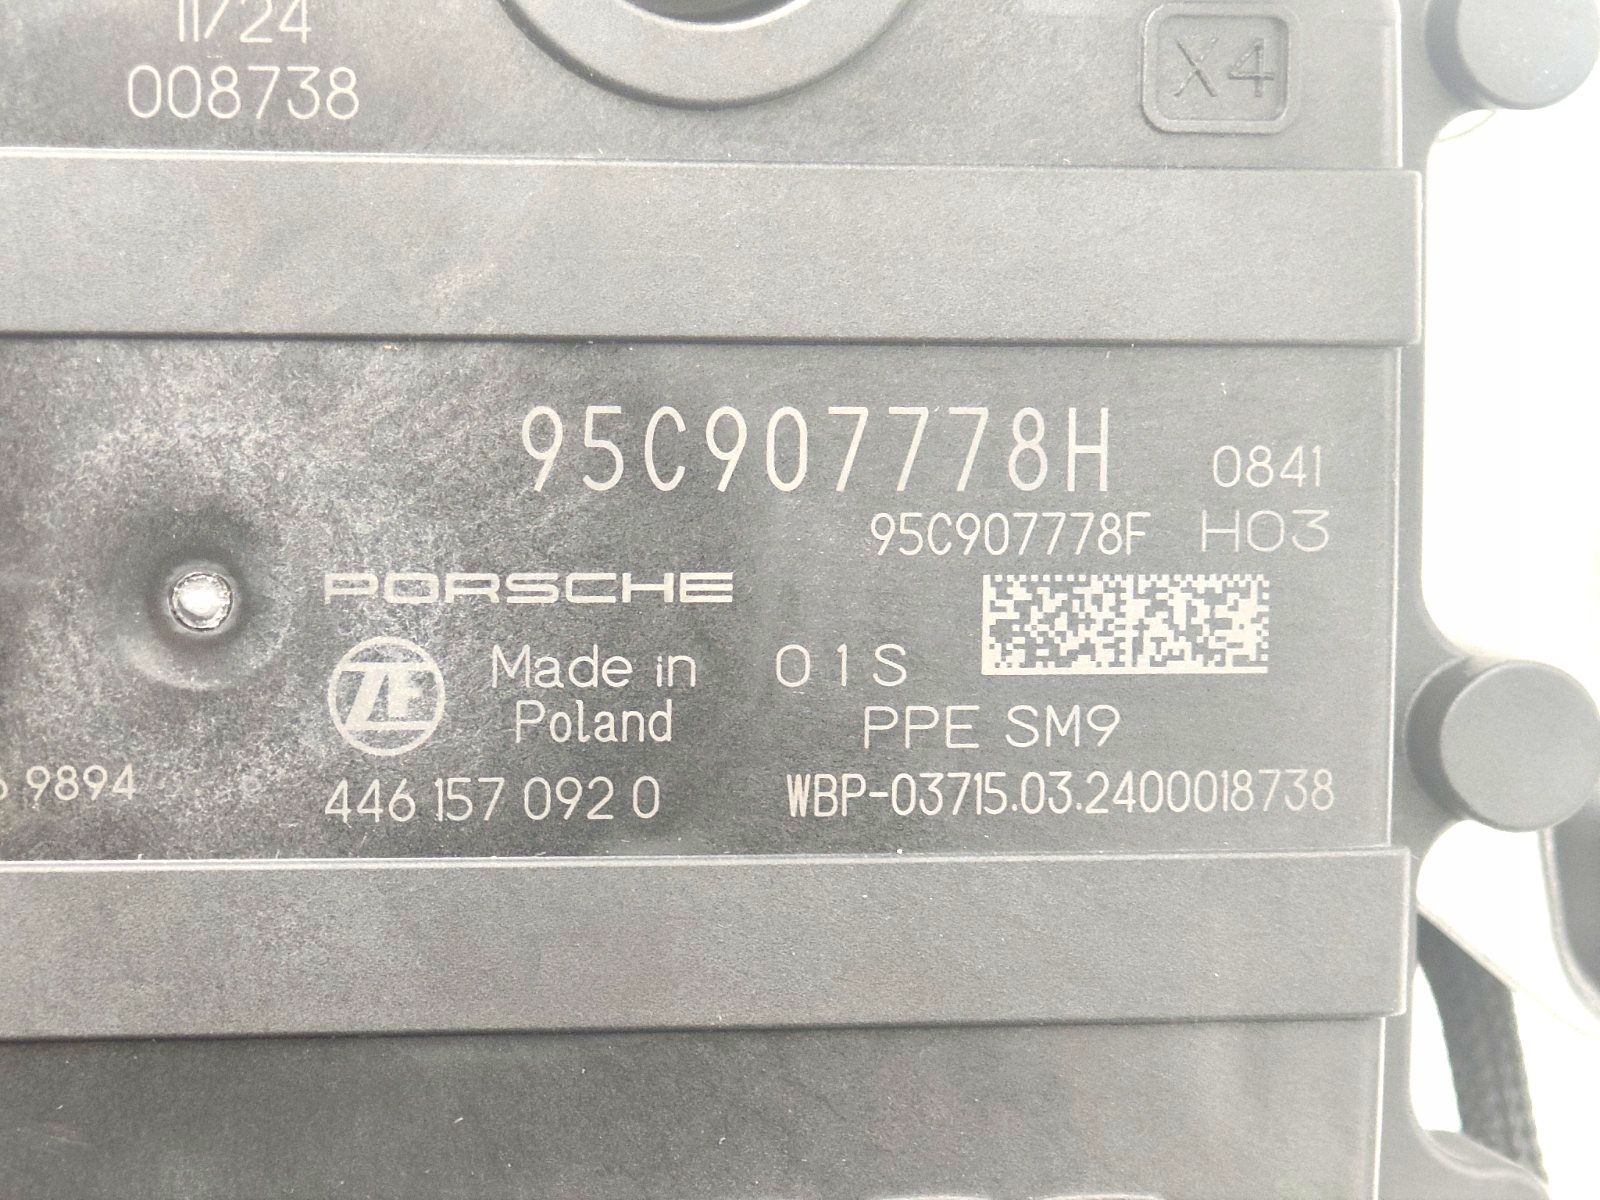 11/24
008738
X4
95C907778H
0841
95C907778F
H03
PORSCHE
ZF
Made in
Poland
01S
PPE SM9
9894
446 157 092 0
WBP-03715.03.2400018738